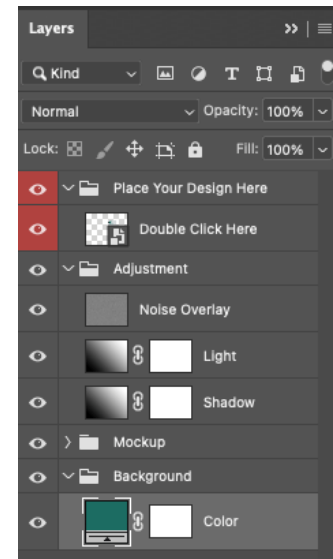 Layers
Kind
Normal Opacity: 100%
Lock: Fill: 100%
Place Your Design Here
Double Click Here
Adjustment
Noise Overlay
Light
Shadow
Mockup
Background
Color